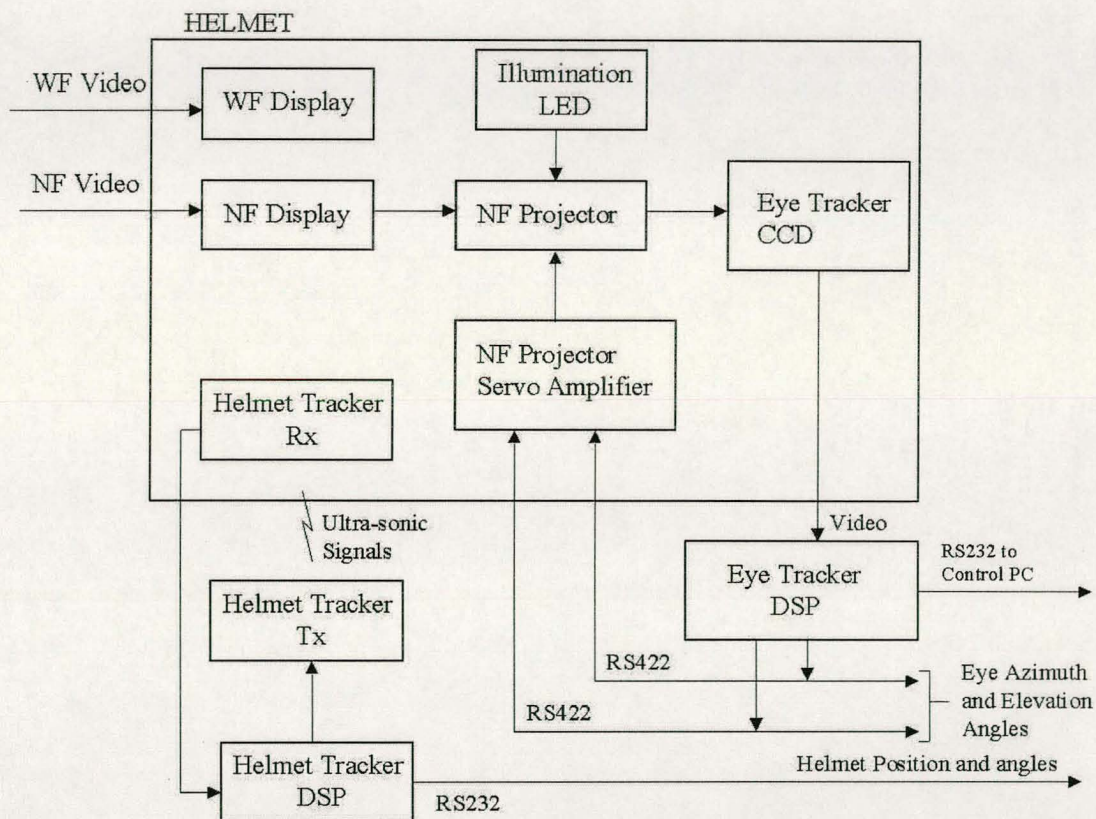 HELMET
WF Video
WF Display
Illumination
LED
NF Video
NF Display
NF Projector
Eye Tracker
CCD
NF Projector
Servo Amplifier
Helmet Tracker
Rx
Ultra-sonic
Signals
Video
Eye Tracker
DSP
RS232 to
Control PC
Helmet Tracker
Tx
RS422
RS422
Eye Azimuth
and Elevation
Angles
Helmet Tracker
DSP
RS232
Helmet Position and angles